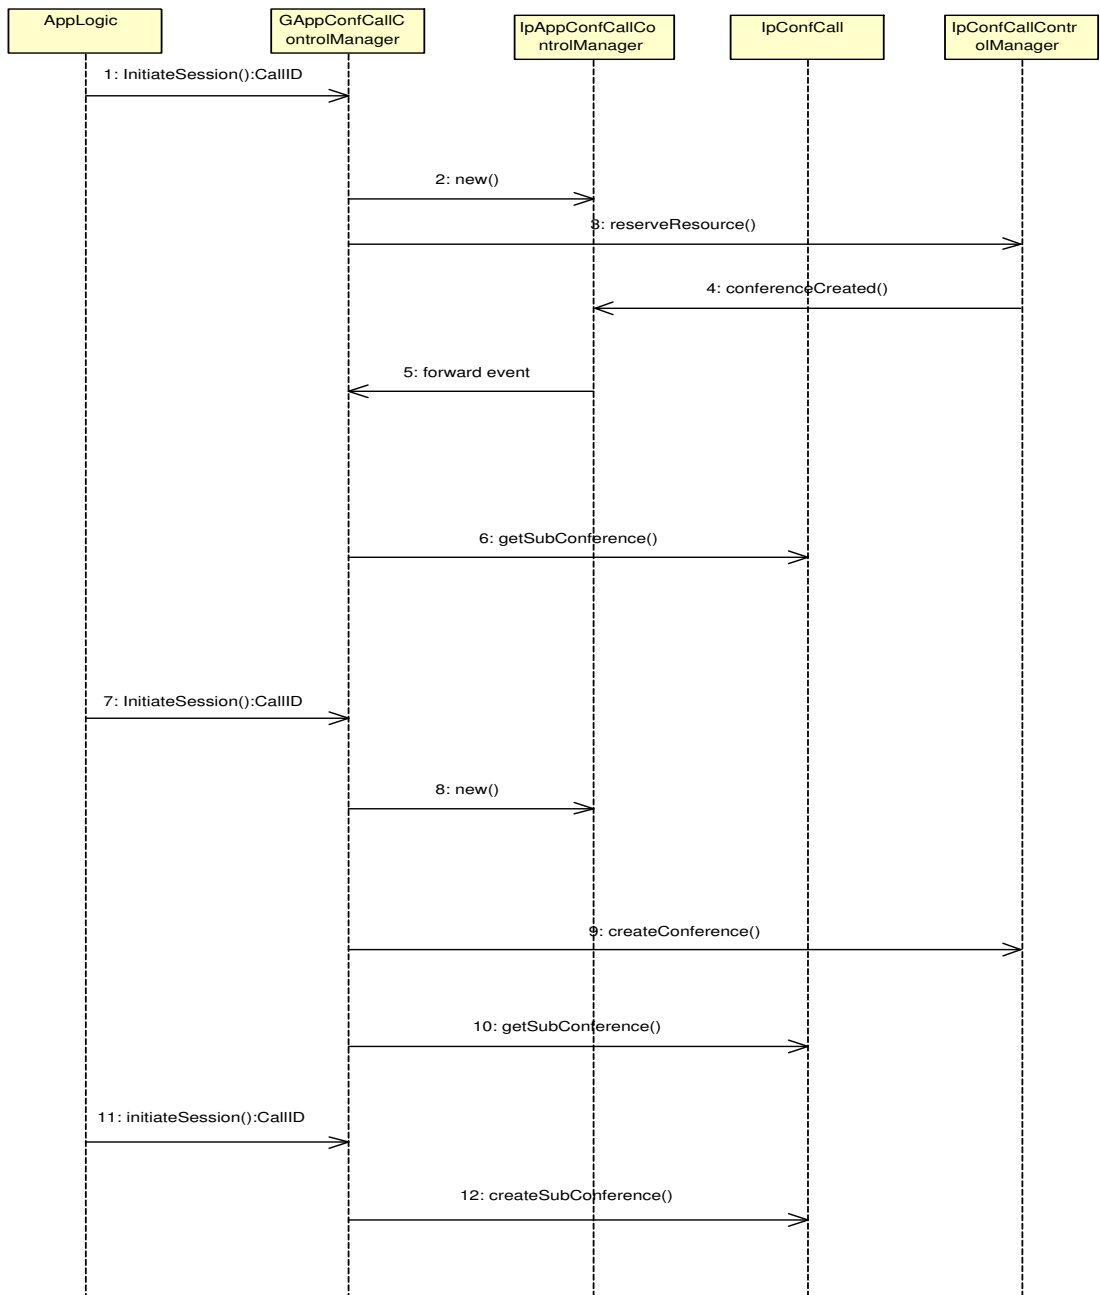 AppLogic
GAppConfCallC
ontrolManager
IpAppConfCallCo
ntrolManager
IpConfCall
IpConfCallContr
olManager
1: InitiateSession():CallID
2: new()
3: reserveResource()
4: conferenceCreated()
5: forward event
6: getSubConference()
7: InitiateSession():CallID
8: new()
9: createConference()
10: getSubConference()
11: initiateSession():CallID
12: createSubConference()